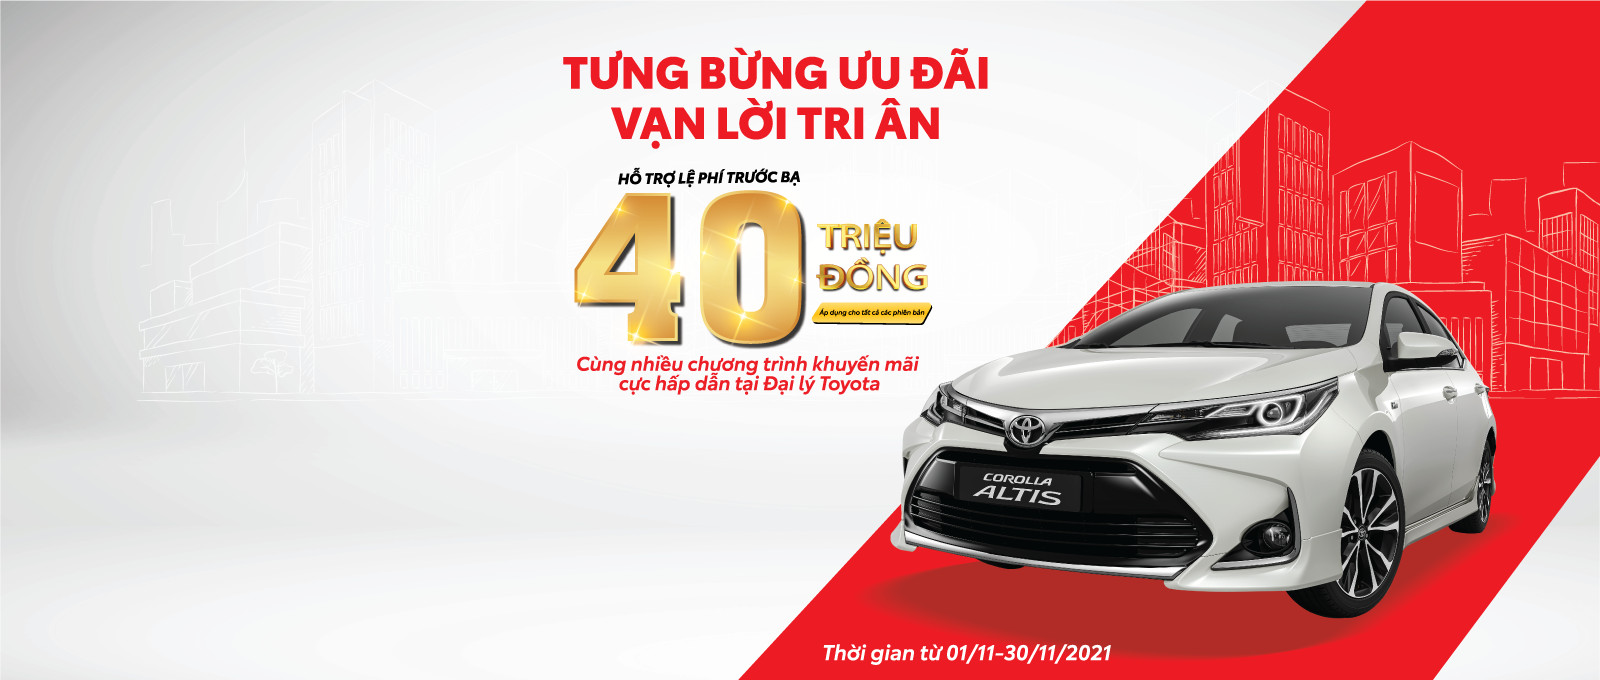 TƯNG BỪNG ƯU ĐÃI
VẠN LỜI TRI ÂN
HỖ TRỢ LỆ PHÍ TRƯỚC BẠ
40 TRIỆU
ĐỒNG
Áp dụng cho tất cả các phiên bản
Cùng nhiều chương trình khuyến mãi
cực hấp dẫn tại Đại lý Toyota
COROLLA
ALTIS
Thời gian từ 01/11-30/11/2021